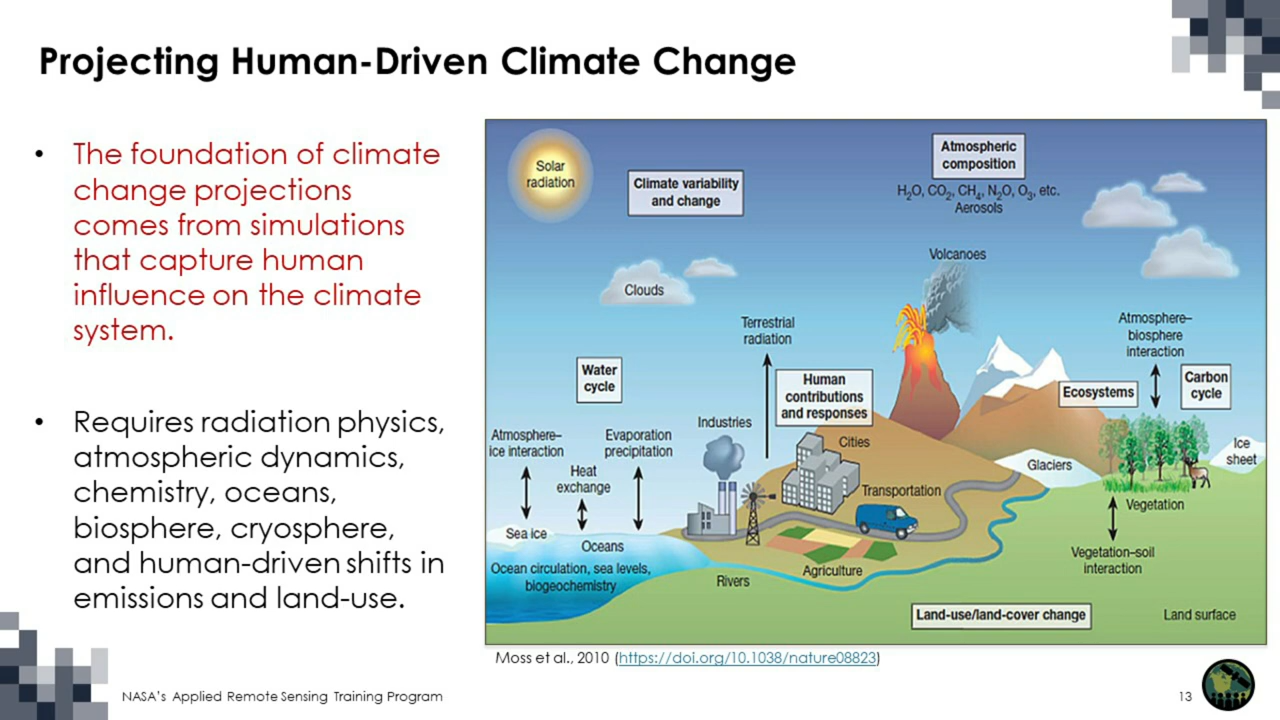 Projecting Human-Driven Climate Change
• The foundation of climate
change projections
comes from simulations
that capture human
influence on the climate
system.
• Requires radiation physics,
atmospheric dynamics,
chemistry, oceans,
biosphere, cryosphere,
and human-driven shifts in
emissions and land-use.
Solar
radiation
Climate variability
and change
Atmospheric
composition
H₂O, CO₂, CH₄, N₂O, O₃, etc.
Aerosols
Volcanoes
Clouds
Terrestrial
radiation
Atmosphere–
biosphere
interaction
Water
cycle
Human
contributions
and responses
Ecosystems
Carbon
cycle
Industries
Atmosphere–
ice interaction
Evaporation
precipitation
Heat
exchange
Cities
Glaciers
Ice
sheet
Transportation
Vegetation
Sea ice
Oceans
Ocean circulation, sea levels,
biogeochemistry
Rivers
Agriculture
Vegetation–soil
interaction
Land-use/land-cover change
Land surface
Moss et al., 2010 (https://doi.org/10.1038/nature08823)
NASA's Applied Remote Sensing Training Program
13